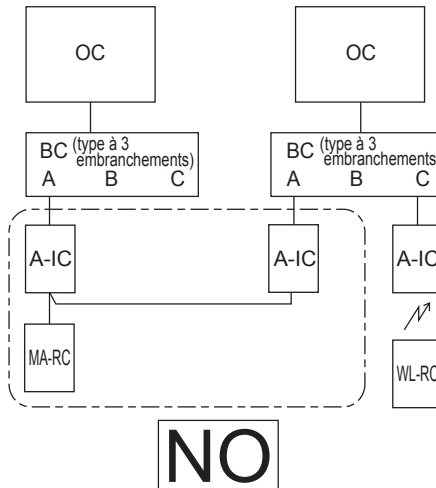 OC
OC
BC (type à 3
embranchements)
A B C
BC (type à 3
embranchements
A B C
A-IC
A-IC
A-IC
MA-RC
WL-RC
NO